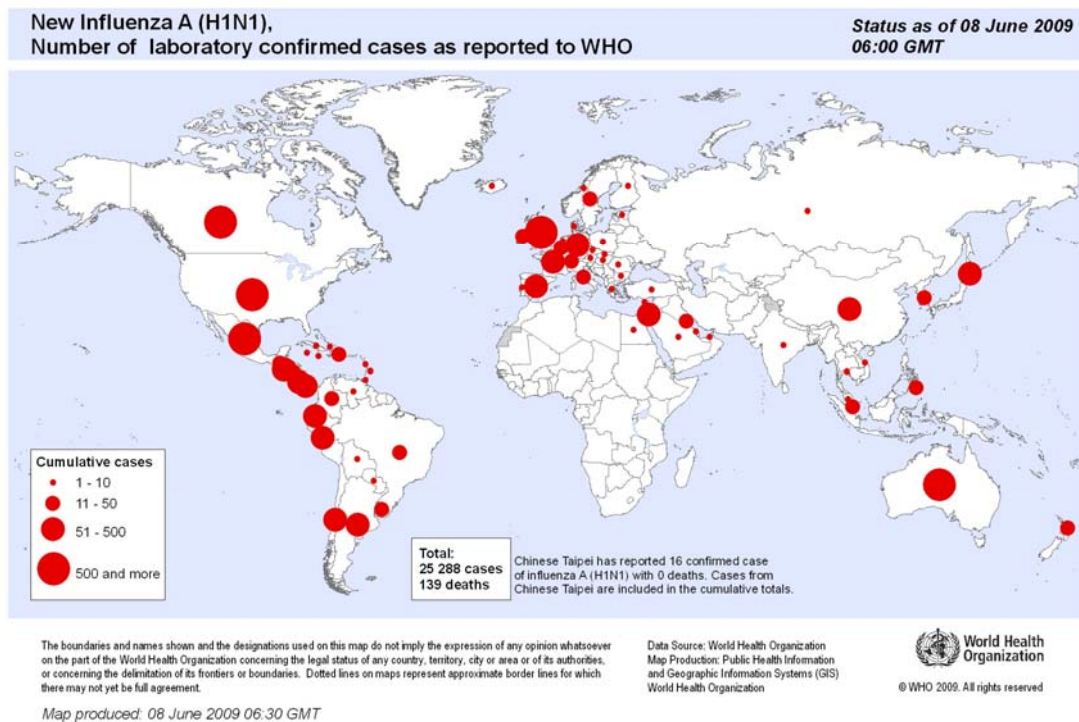 New Influenza A (H1N1),
Number of laboratory confirmed cases as reported to WHO
Status as of 08 June 2009
06:00 GMT
Cumulative cases
1 - 10
11 - 50
51 - 500
500 and more
Total:
25 288 cases
139 deaths
Chinese Taipei has reported 16 confirmed case
of influenza A (H1N1) with 0 deaths. Cases from
Chinese Taipei are included in the cumulative totals.
The boundaries and names shown and the designations used on this map do not imply the expression of any opinion whatsoever
on the part of the World Health Organization concerning the legal status of any country, territory, city or area or of its authorities,
or concerning the delimitation of its frontiers or boundaries. Dotted lines on maps represent approximate border lines for which
there may not yet be full agreement.
Data Source: World Health Organization
Map Production: Public Health Information
and Geographic Information Systems (GIS)
World Health Organization
World Health
Organization
© WHO 2009. All rights reserved
Map produced: 08 June 2009 06:30 GMT